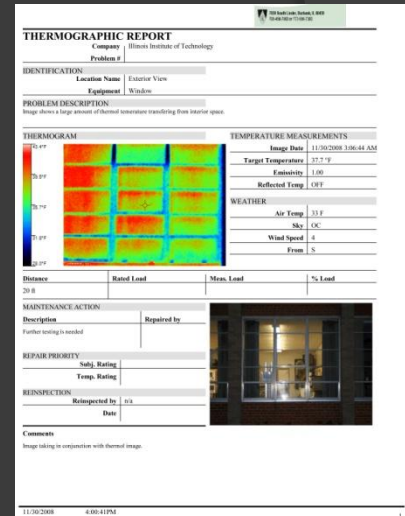 THERMOGRAPHIC REPORT
Company Illinois Institute of Technology
Problem #
IDENTIFICATION
Location Name Exterior View
Equipment Window
PROBLEM DESCRIPTION
Image shows a large amount of thermol temerature transfering from interior space.
THERMOGRAM
TEMPERATURE MEASUREMENTS
Image Date 11/30/2008 3:06:44 AM
Target Temperature 37.7 °F
Emissivity 1.00
Reflected Temp OFF
WEATHER
Air Temp 33 F
Sky OC
Wind Speed 4
From S
Distance Rated Load Meas. Load % Load
20 ft
MAINTENANCE ACTION
Description Repaired by
Further testing is needed
REPAIR PRIORITY
Subj. Rating
Temp. Rating
REINSPECTION
Reinspected by n/a
Date
Comments
Image taking in conjunction with thermol image.
11/30/2008 4:00:41PM